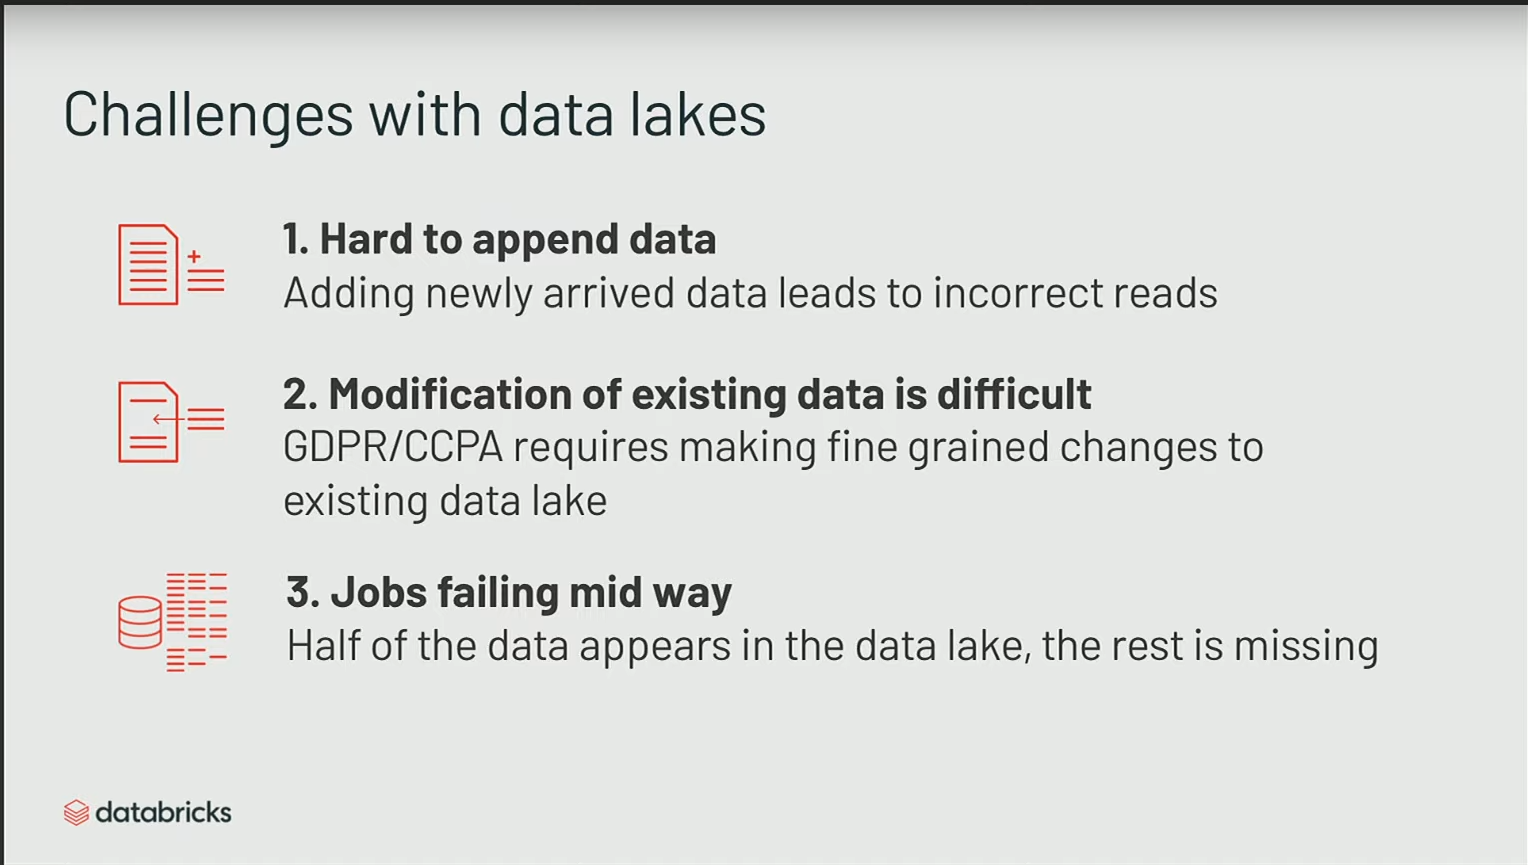 Challenges with data lakes
1. Hard to append data
Adding newly arrived data leads to incorrect reads
2. Modification of existing data is difficult
GDPR/CCPA requires making fine grained changes to
existing data lake
3. Jobs failing mid way
Half of the data appears in the data lake, the rest is missing
databricks